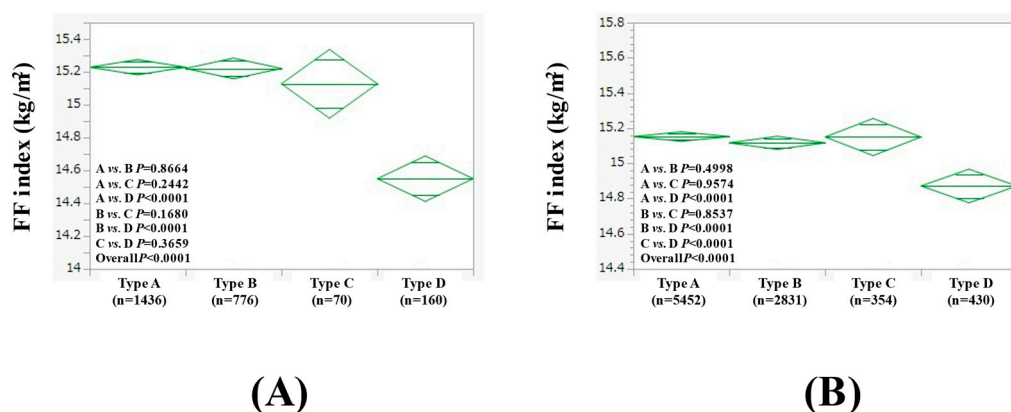 FF index (kg/m²)
15.4
15.2
15
14.8
14.6
14.4
14.2
14
A vs. B P=0.8664
A vs. C P=0.2442
A vs. D P<0.0001
B vs. C P=0.1680
B vs. D P<0.0001
C vs. D P=0.3659
Overall P<0.0001
Type A
(n=1436)
Type B
(n=776)
Type C
(n=70)
Type D
(n=160)
(A)
FF index (kg/m²)
15.8
15.6
15.4
15.2
15
14.8
14.6
14.4
A vs. B P=0.4998
A vs. C P=0.9574
A vs. D P<0.0001
B vs. C P=0.8537
B vs. D P<0.0001
C vs. D P<0.0001
Overall P<0.0001
Type A
(n=5452)
Type B
(n=2831)
Type C
(n=354)
Type D
(n=430)
(B)